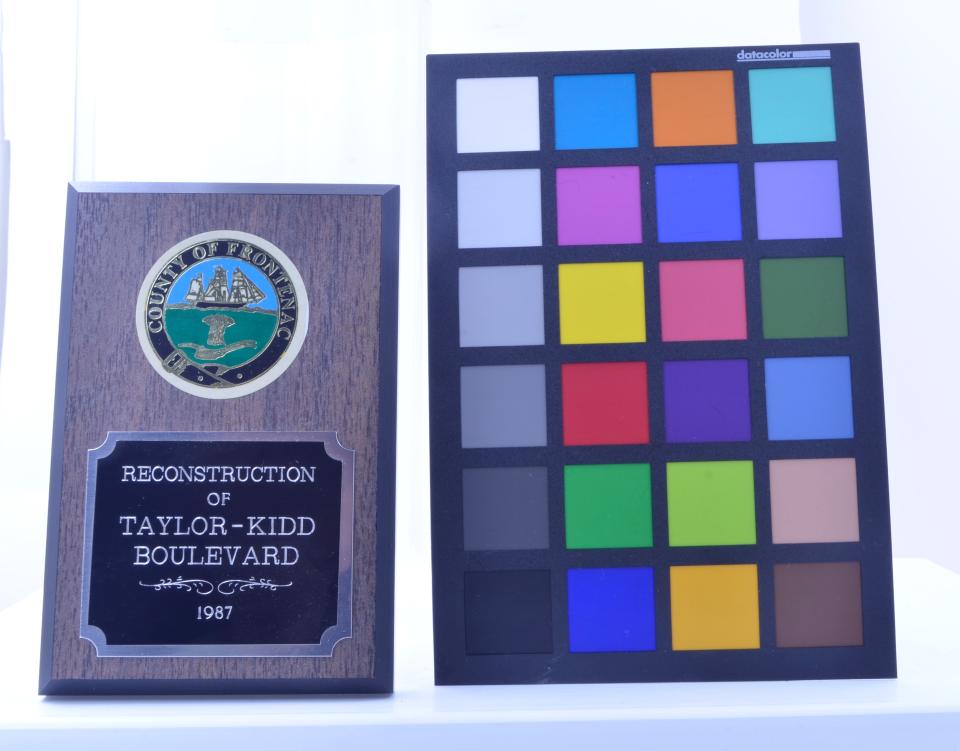 COUNTY OF FRONTENAC
RECONSTRUCTION
OF
TAYLOR-KIDD
BOULEVARD
1987
datacolor